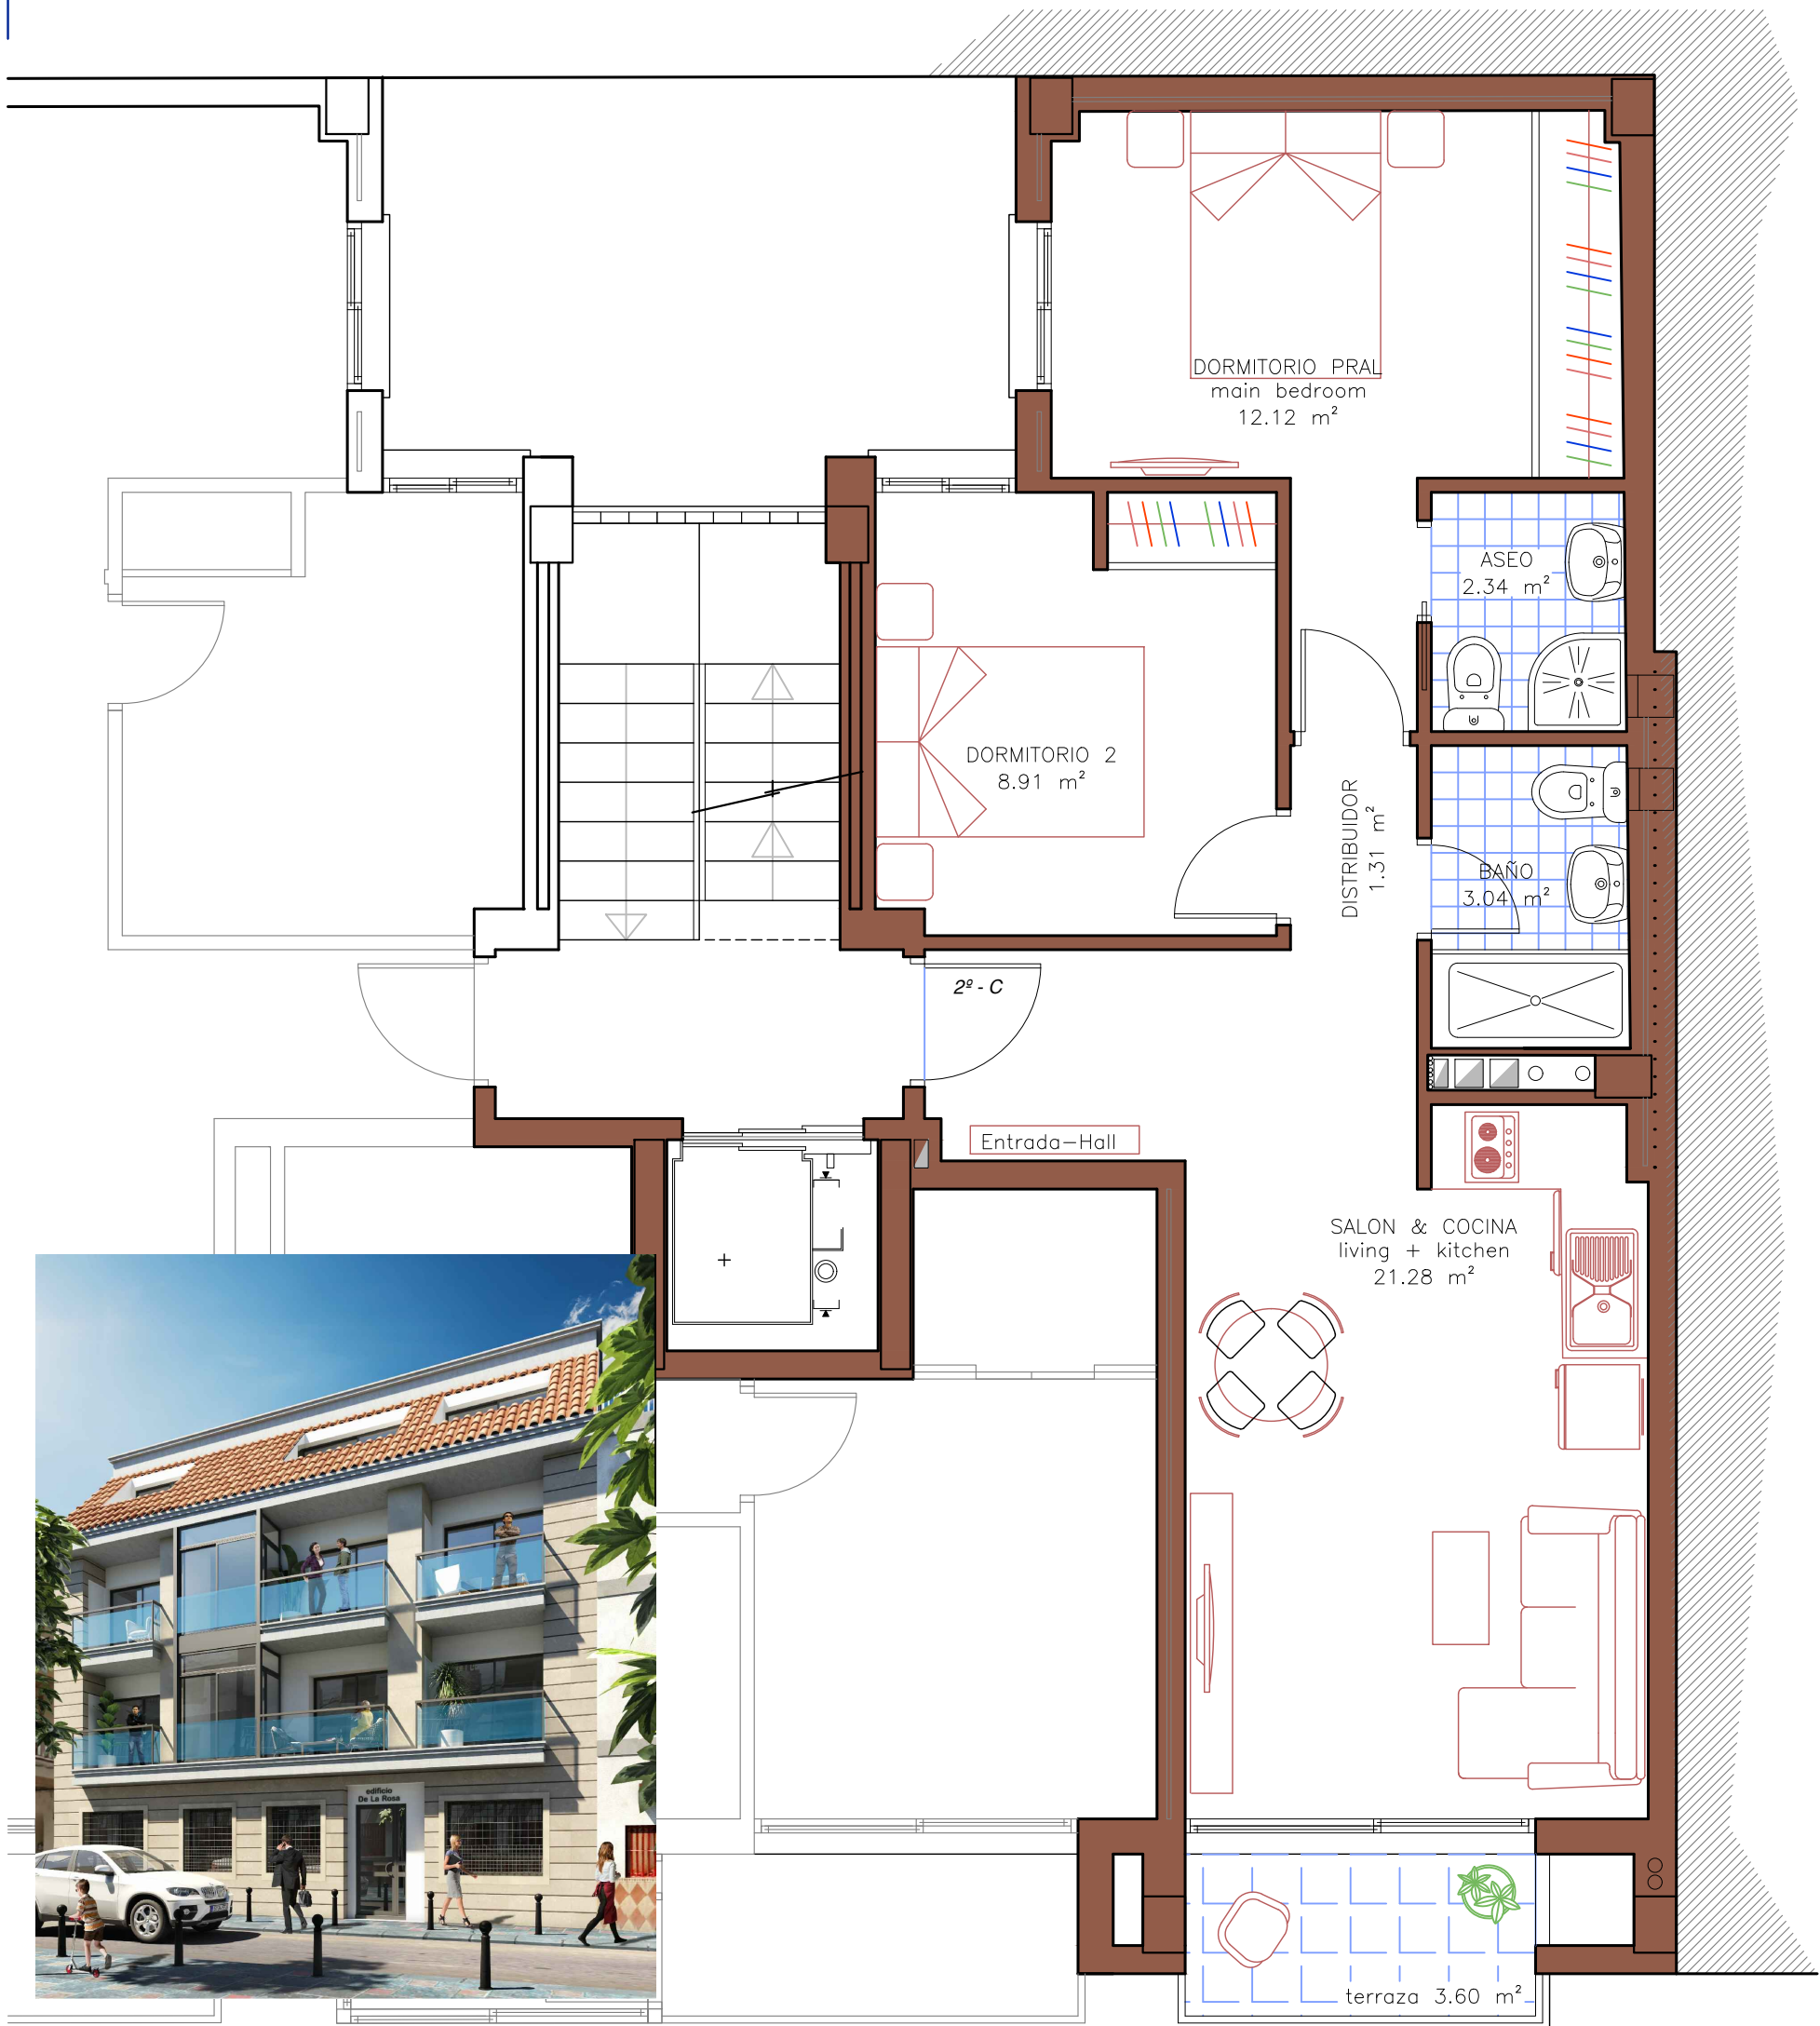 DORMITORIO PRAL
main bedroom
12.12 m²
ASEO
2.34 m²
DORMITORIO 2
8.91 m²
DISTRIBUIDOR
1.31 m²
BAÑO
3.04 m²
2º - C
Entrada-Hall
SALON & COCINA
living + kitchen
21.28 m²
edificio
De La Rosa
terraza 3.60 m²